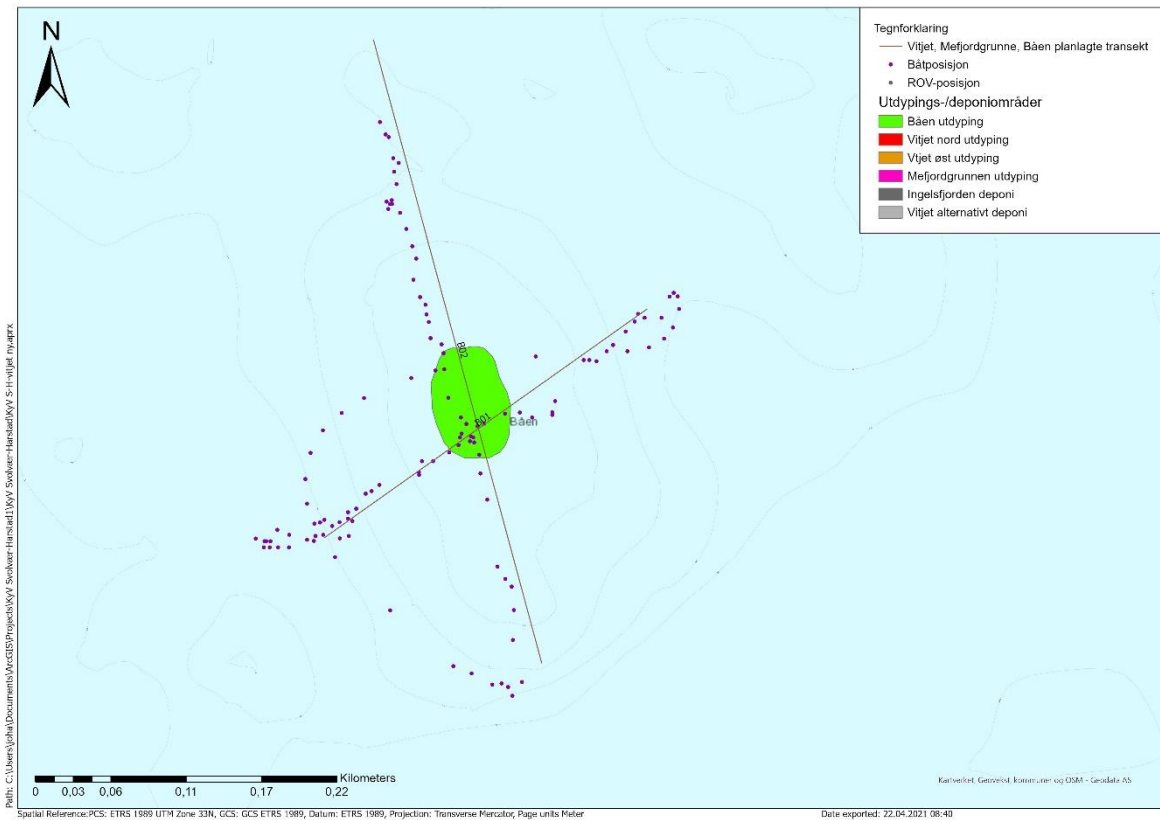 N
Tegnforklaring
Vitjet, Mefjordgrunne, Båen planlagte transekt
Båtposisjon
ROV-posisjon
Utdypings-/deponiområder
Båen utdyping
Vitjet nord utdyping
Vtjet øst utdyping
Mefjordgrunnen utdyping
Ingelsfjorden deponi
Vitjet alternativt deponi
B02
B01
Båen
Kilometers
0 0,03 0,06 0,11 0,17 0,22
Kartverket, Geovekst, kommuner og OSM - Geodata AS
Path: C:\Users\joha\Documents\ArcGIS\Projects\KyV Svolvær-Harstad1\KyV Svolvær-Harstad\KyV S-H-vitjet ny.aprx
Spatial Reference:PCS: ETRS 1989 UTM Zone 33N, GCS: GCS ETRS 1989, Datum: ETRS 1989, Projection: Transverse Mercator, Page units Meter
Date exported: 22.04.2021 08:40